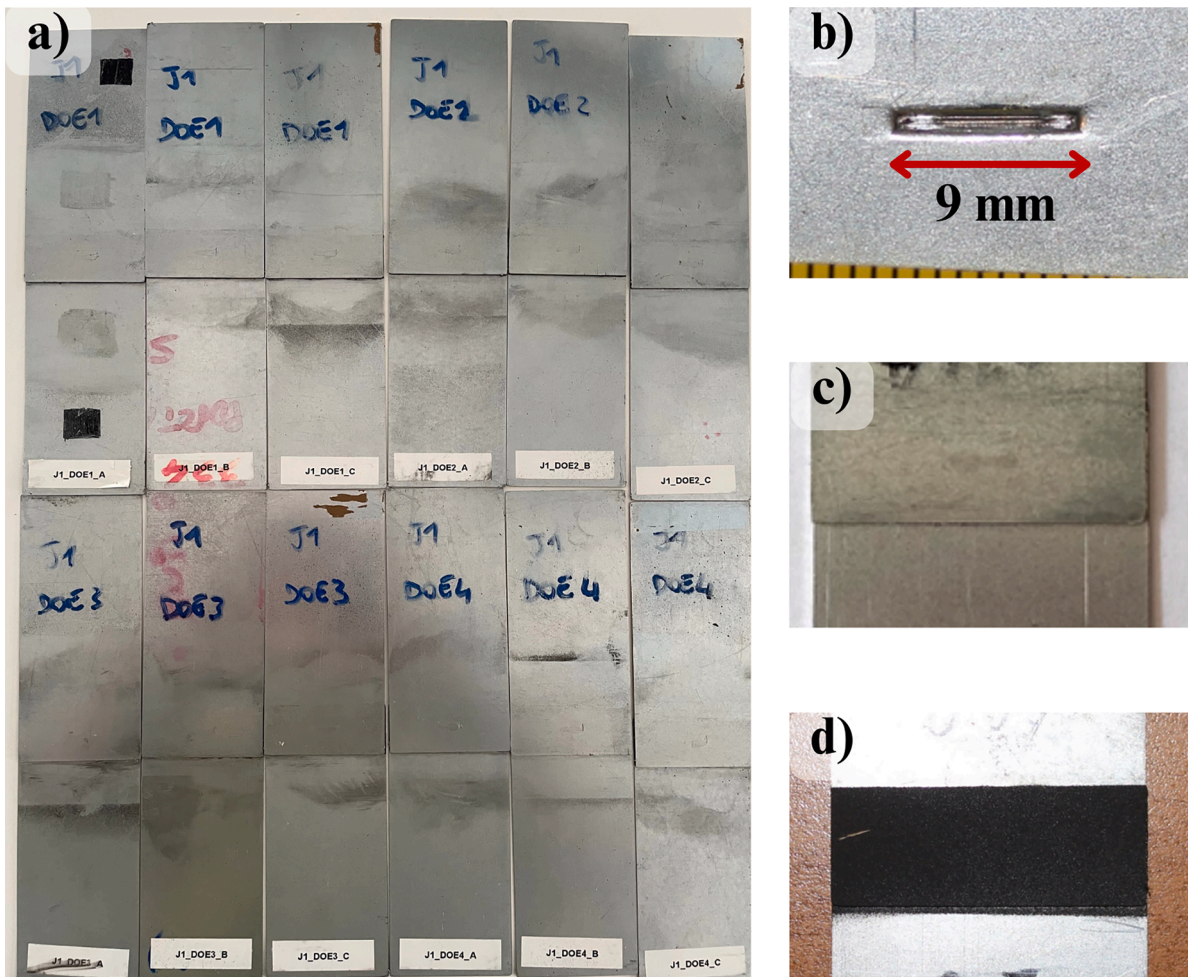 a)
J1
DOE1
J1
DOE1
J1
DOE1
J1
DOE2
J1
DOE2
J1_DOE1_A
J1_DOE1_B
J1_DOE1_C
J1_DOE2_A
J1_DOE2_B
J1_DOE2_C
J1
DOE3
J1
DOE3
J1
DOE3
J1
DOE4
J1
DOE4
J1
DOE4
J1_DOE3_A
J1_DOE3_B
J1_DOE3_C
J1_DOE4_A
J1_DOE4_B
J1_DOE4_C
b)
9 mm
c)
d)